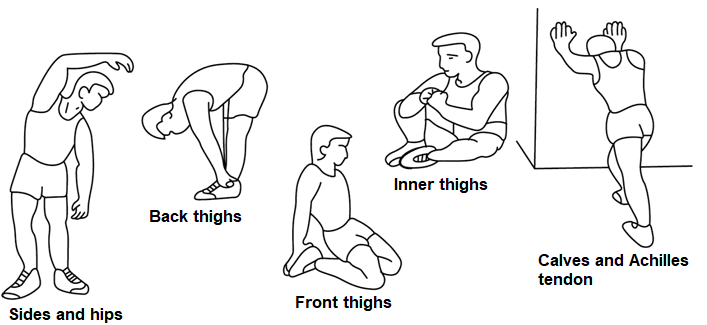 Sides and hips
Back thighs
Front thighs
Inner thighs
Calves and Achilles
tendon